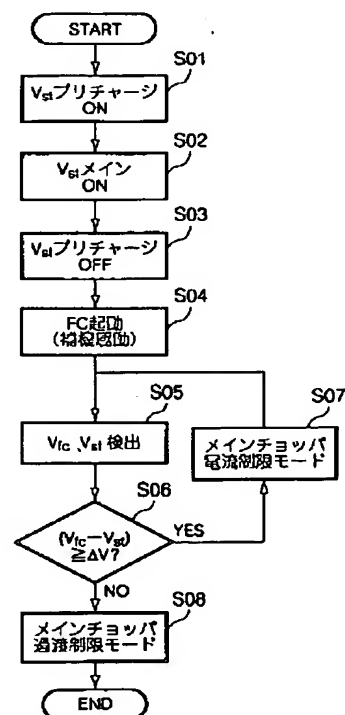 START
S01
Vstプリチャージ
ON
S02
Vstメイン
ON
S03
Vstプリチャージ
OFF
S04
FC起動
(補機起動)
S05
Vfc、Vst 検出
S07
メインチョッパ
電流制限モード
S06
(Vfc−Vst)
≧ΔV?
YES
NO
S08
メインチョッパ
過渡制限モード
END